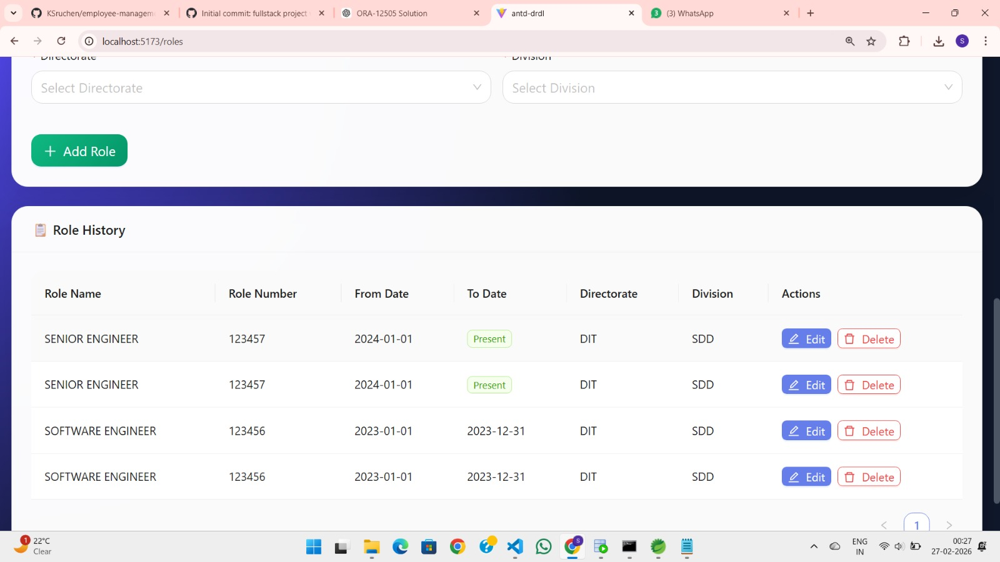 KSruchen/employee-managem
Initial commit: fullstack project
ORA-12505 Solution
antd-drdl
3
(3) WhatsApp
localhost:5173/roles
S
* Directorate
* Division
Select Directorate
Select Division
+ Add Role
Role History
Role Name Role Number From Date To Date Directorate Division Actions
SENIOR ENGINEER 123457 2024-01-01 Present DIT SDD Edit Delete
SENIOR ENGINEER 123457 2024-01-01 Present DIT SDD Edit Delete
SOFTWARE ENGINEER 123456 2023-01-01 2023-12-31 DIT SDD Edit Delete
SOFTWARE ENGINEER 123456 2023-01-01 2023-12-31 DIT SDD Edit Delete
< 1 >
1
22°C
Clear
S
ENG
IN
00:27
27-02-2026